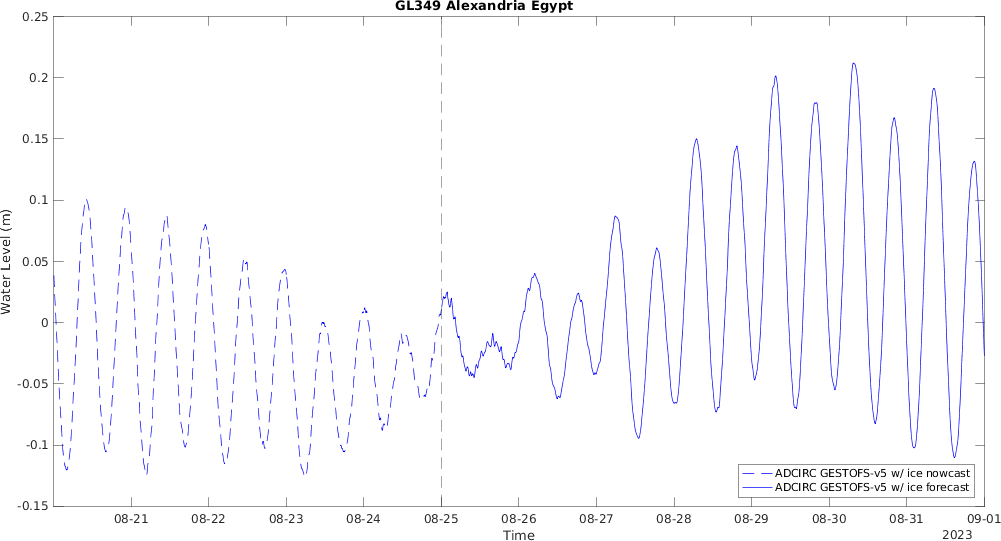 GL349 Alexandria Egypt
0.25
0.2
0.15
0.1
0.05
0
-0.05
-0.1
-0.15
Water Level (m)
ADCIRC GESTOFS-v5 w/ ice nowcast
ADCIRC GESTOFS-v5 w/ ice forecast
08-21 08-22 08-23 08-24 08-25 08-26 08-27 08-28 08-29 08-30 08-31 09-01
Time
2023